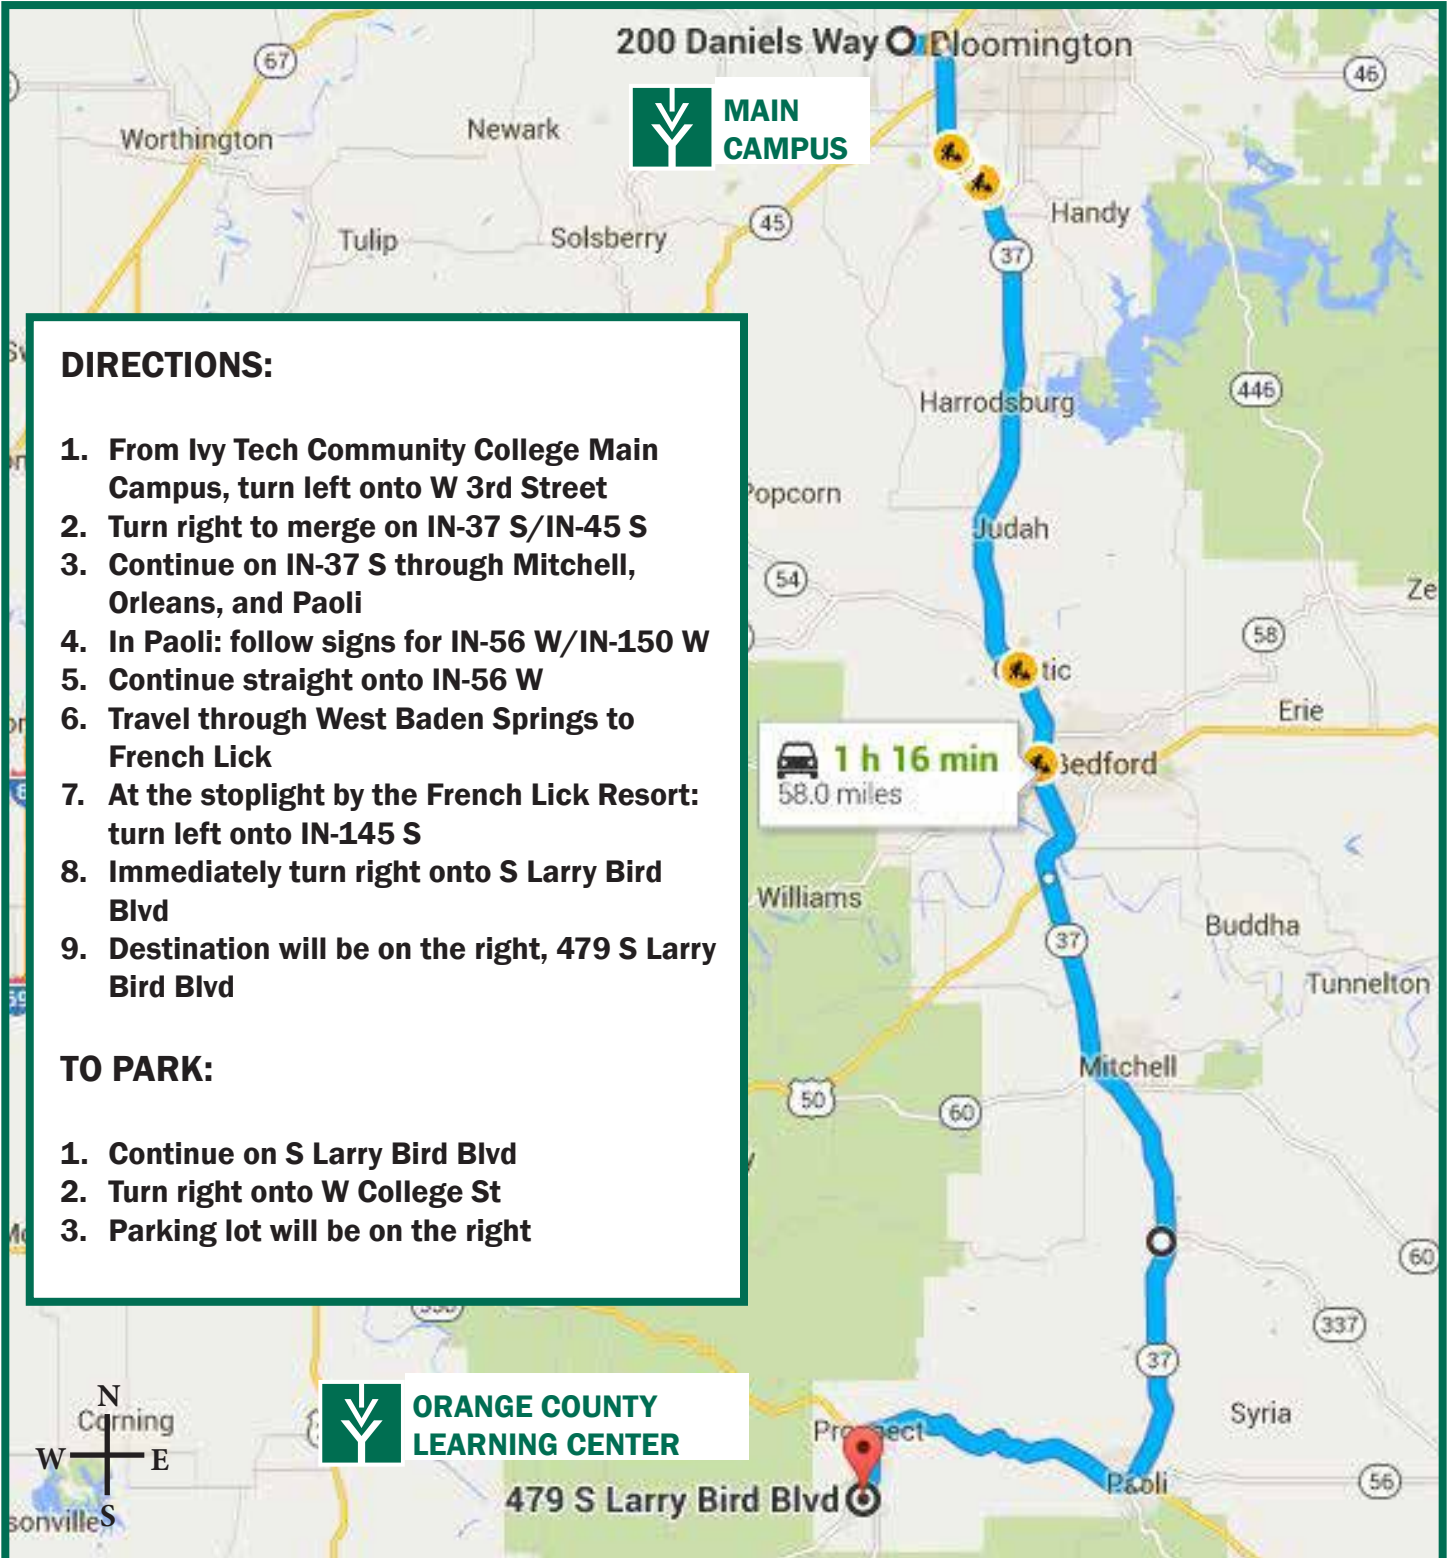 200 Daniels Way
Bloomington
67
46
MAIN
CAMPUS
Worthington
Newark
Handy
45
Tulip
Solsberry
37
DIRECTIONS:
1. From Ivy Tech Community College Main
Campus, turn left onto W 3rd Street
2. Turn right to merge on IN-37 S/IN-45 S
3. Continue on IN-37 S through Mitchell,
Orleans, and Paoli
4. In Paoli: follow signs for IN-56 W/IN-150 W
5. Continue straight onto IN-56 W
6. Travel through West Baden Springs to
French Lick
7. At the stoplight by the French Lick Resort:
turn left onto IN-145 S
8. Immediately turn right onto S Larry Bird
Blvd
9. Destination will be on the right, 479 S Larry
Bird Blvd
TO PARK:
1. Continue on S Larry Bird Blvd
2. Turn right onto W College St
3. Parking lot will be on the right
446
Harrodsburg
Popcorn
Judah
54
Ze
58
tic
Erie
1 h 16 min
58.0 miles
Bedford
Williams
Buddha
37
Tunnelton
Mitchell
50
60
60
337
37
N
Corning
W E
S
sonville
ORANGE COUNTY
LEARNING CENTER
Syria
Prospect
Paoli
56
479 S Larry Bird Blvd